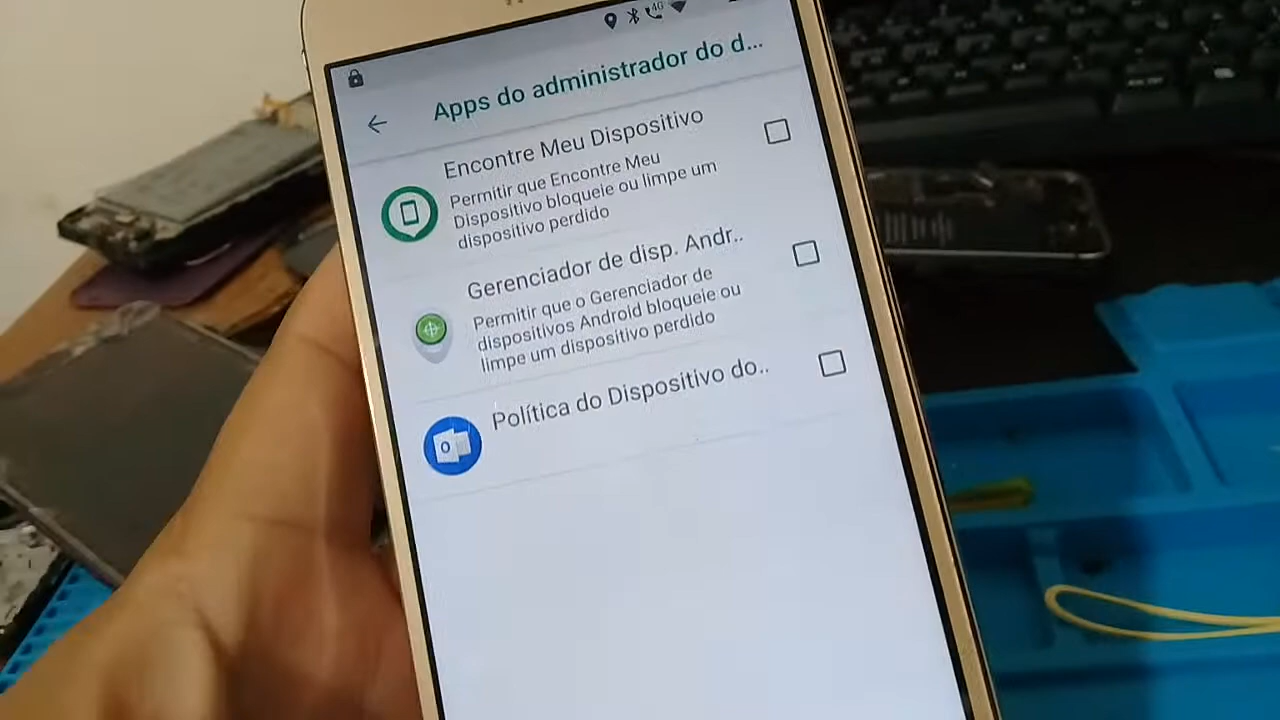 4G
Apps do administrador do d...
Encontre Meu Dispositivo
Permitir que Encontre Meu
Dispositivo bloqueie ou limpe um
dispositivo perdido
Gerenciador de disp. Andr..
Permitir que o Gerenciador de
dispositivos Android bloqueie ou
limpe um dispositivo perdido
Política do Dispositivo do..
O